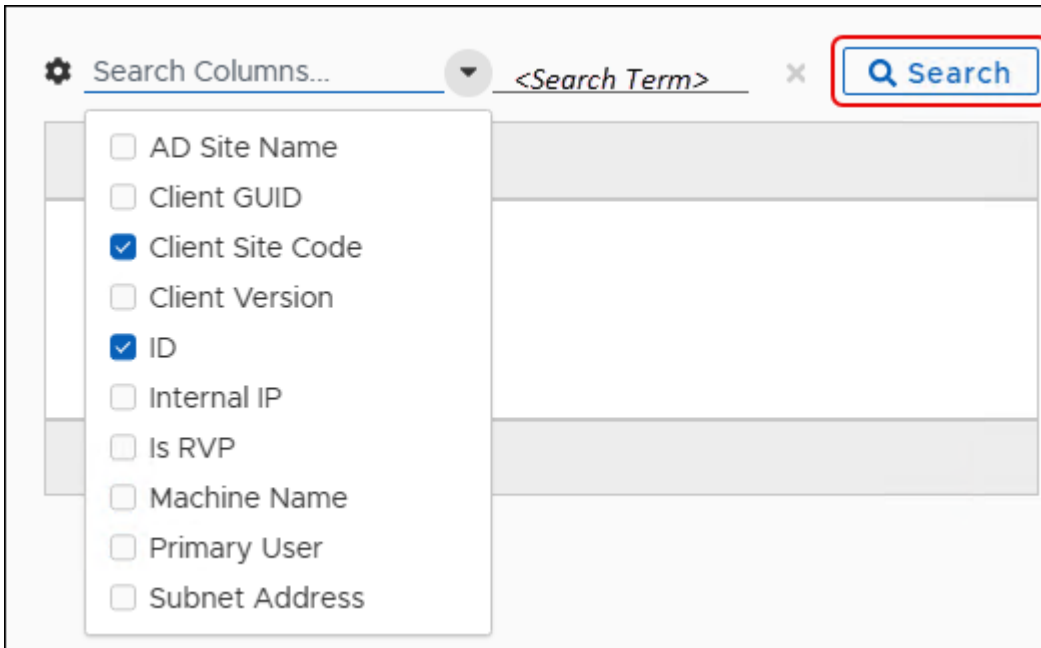 Search Columns... <Search Term> Search
AD Site Name
Client GUID
Client Site Code
Client Version
ID
Internal IP
Is RVP
Machine Name
Primary User
Subnet Address